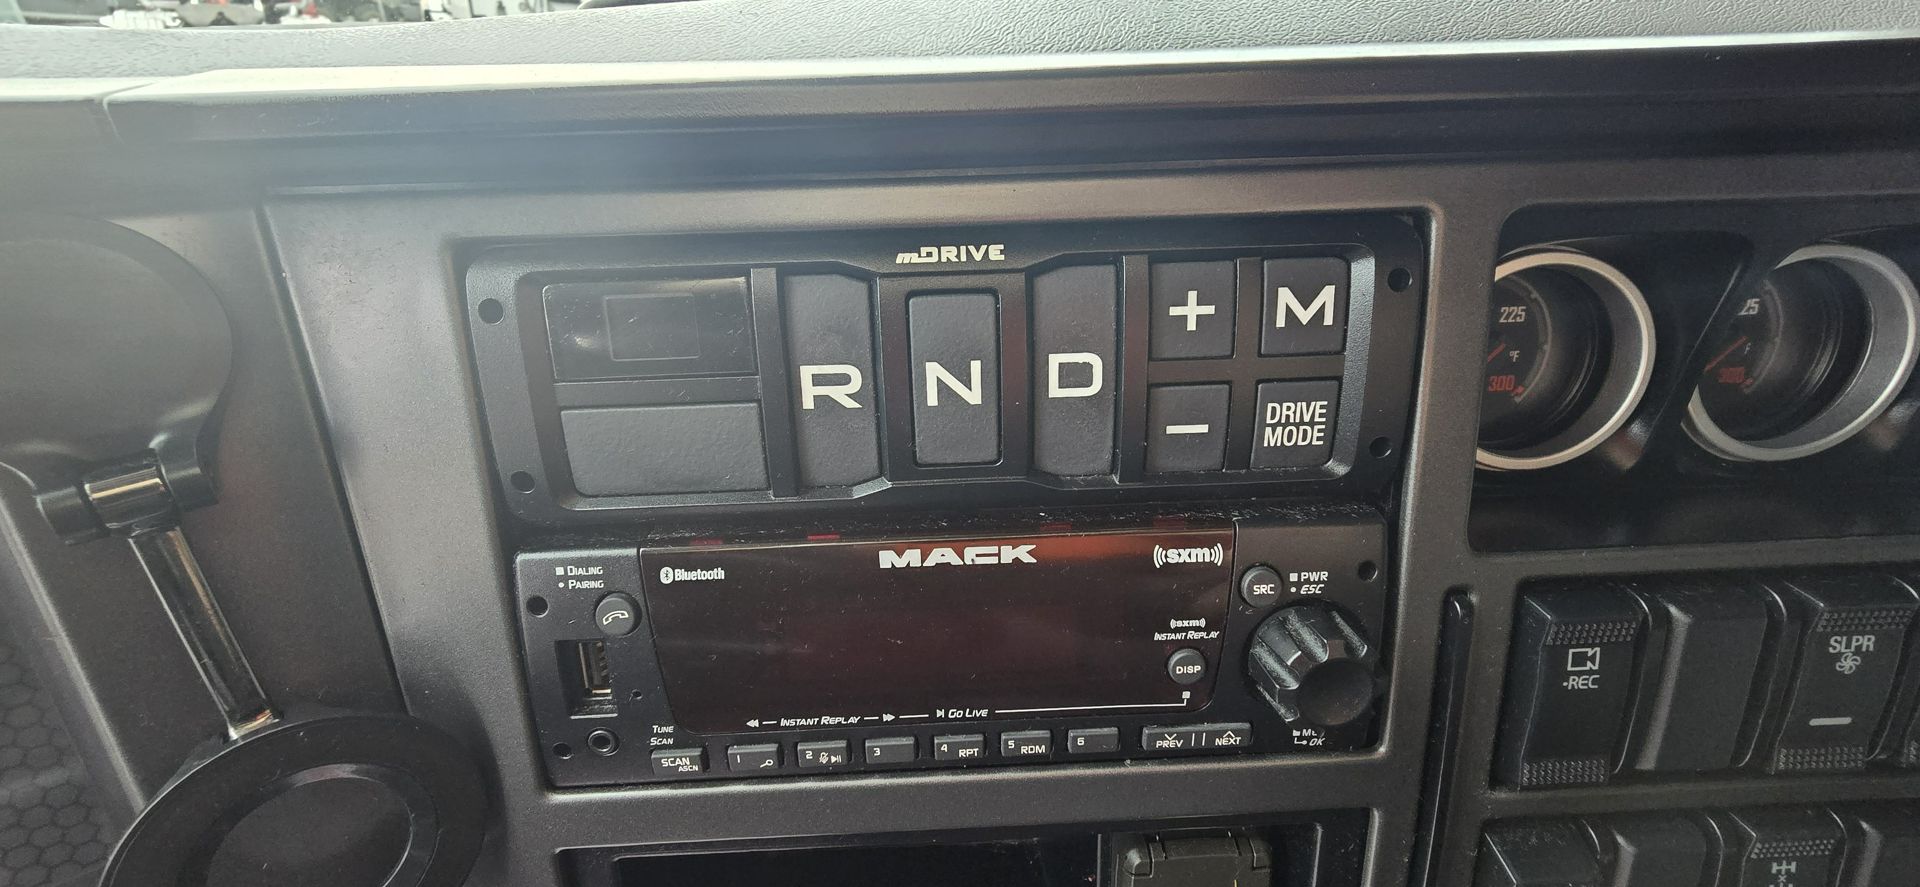 mDRIVE
R N D + M
- DRIVE
MODE
225
°F
300
25
F
300
DIALING
PAIRING
Bluetooth
MACK
((sxm))
SRC
PWR
ESC
((sxm))
INSTANT REPLAY
DISP
INSTANT REPLAY
GO LIVE
TUNE
SCAN
SCAN
ASCN
1
2
3
4 RPT
5 RDM
6
PREV
NEXT
OK
-REC
SLPR